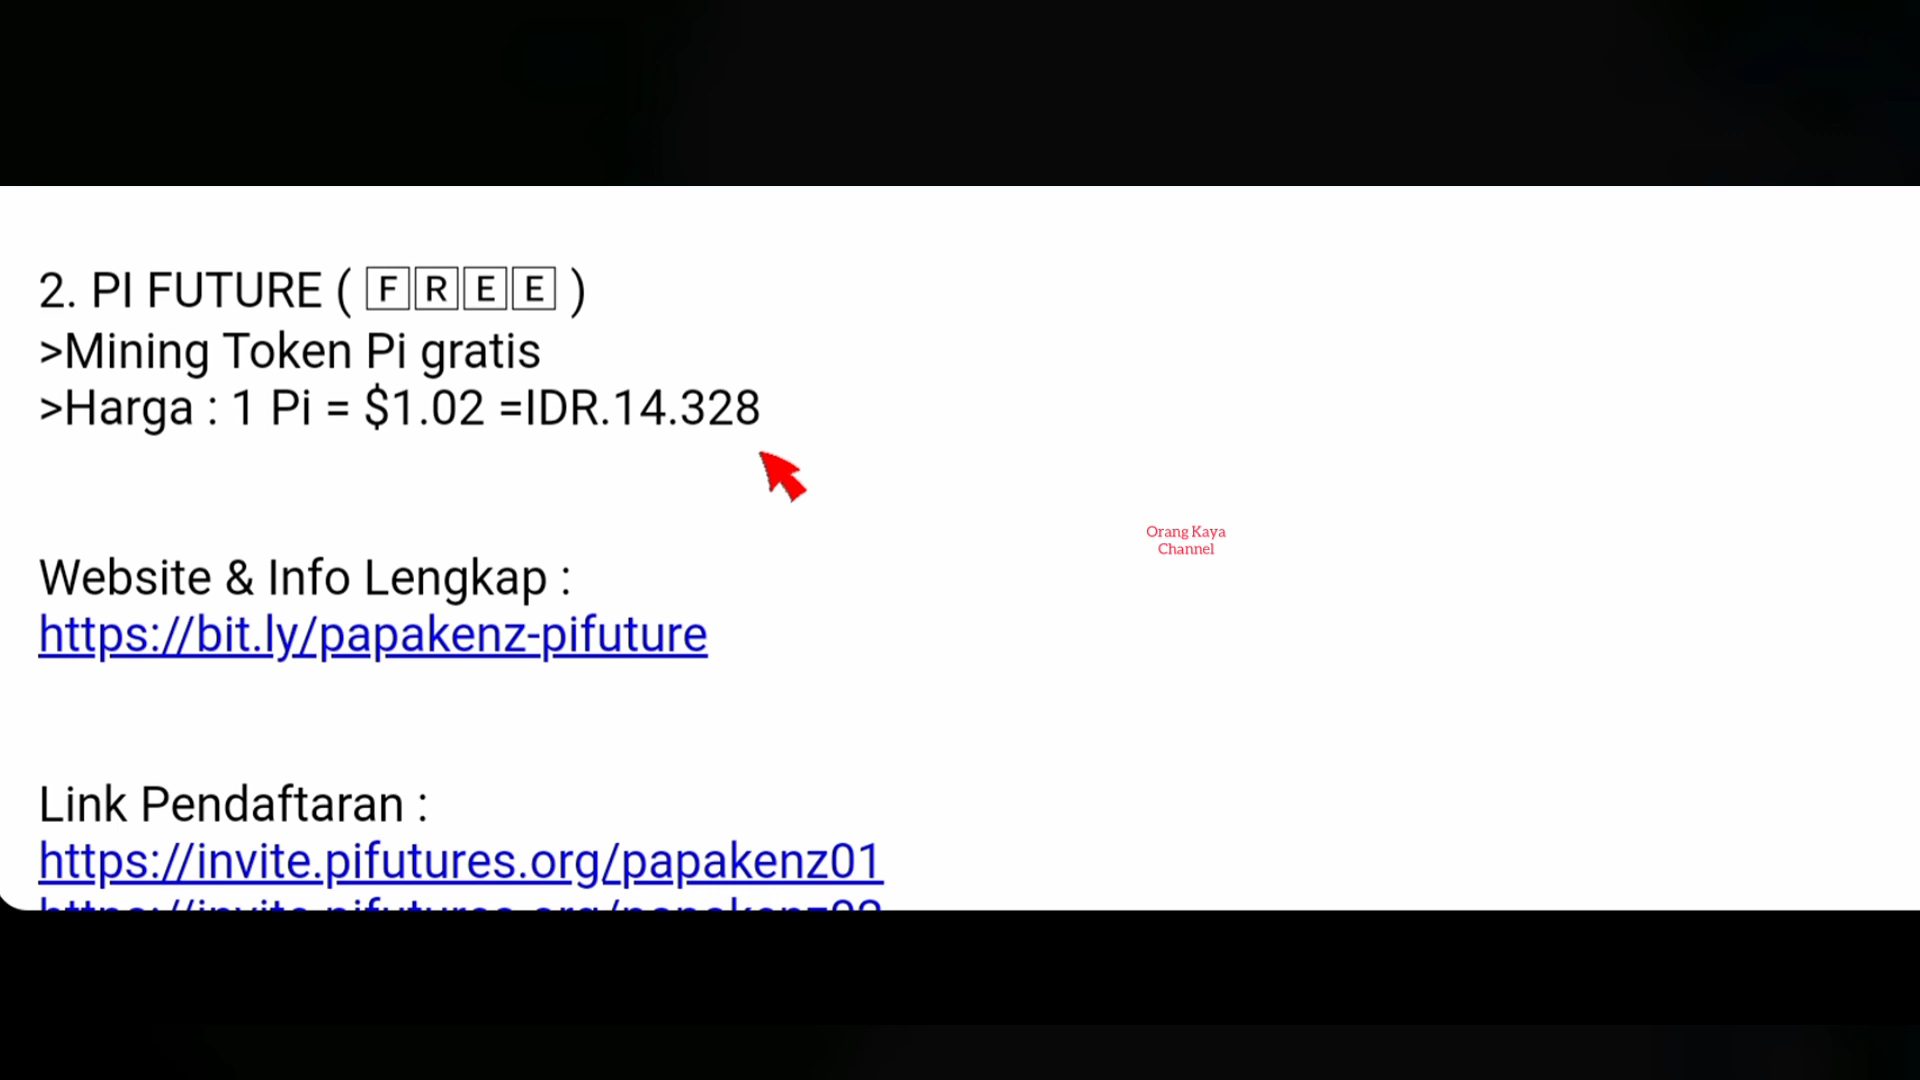 2. PI FUTURE ( 🄵🅁🄴🄴 )
>Mining Token Pi gratis
>Harga : 1 Pi = $1.02 =IDR.14.328
Orang Kaya
Channel
Website & Info Lengkap :
https://bit.ly/papakenz-pifuture
Link Pendaftaran :
https://invite.pifutures.org/papakenz01